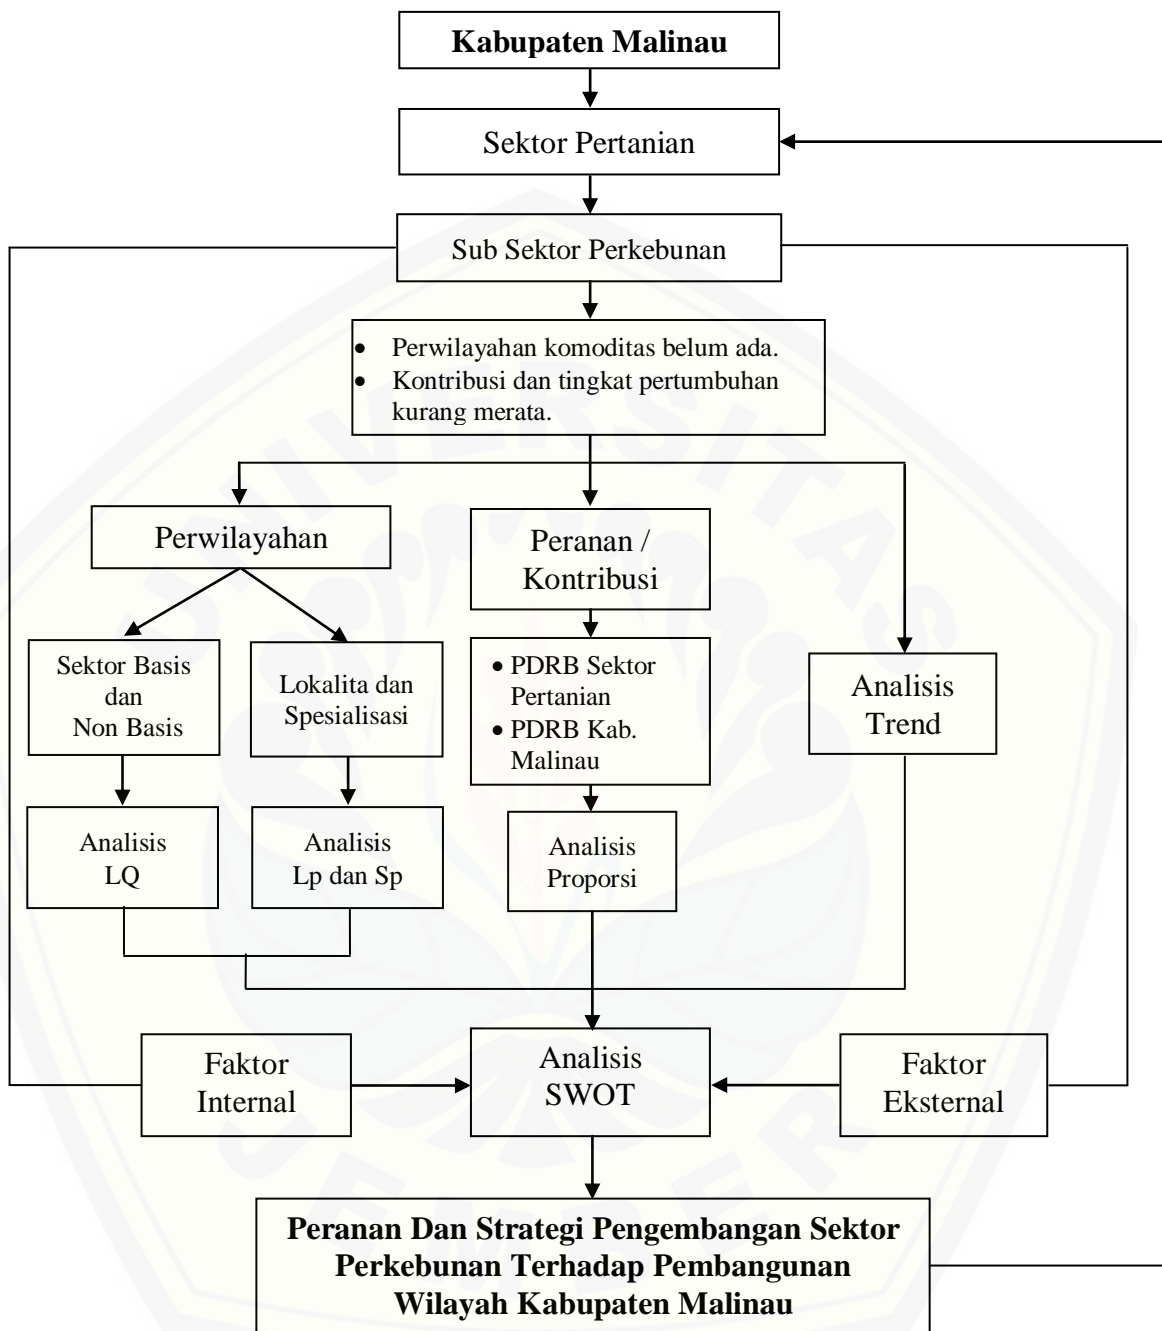 Kabupaten Malinau
Sektor Pertanian
Sub Sektor Perkebunan
• Perwilayahan komoditas belum ada.
• Kontribusi dan tingkat pertumbuhan
kurang merata.
Perwilayahan
Peranan /
Kontribusi
Sektor Basis
dan
Non Basis
Lokalita dan
Spesialisasi
• PDRB Sektor
Pertanian
• PDRB Kab.
Malinau
Analisis
Trend
Analisis
LQ
Analisis
Lp dan Sp
Analisis
Proporsi
Faktor
Internal
Analisis
SWOT
Faktor
Eksternal
Peranan Dan Strategi Pengembangan Sektor
Perkebunan Terhadap Pembangunan
Wilayah Kabupaten Malinau
UNIVERSITAS
JEMBER